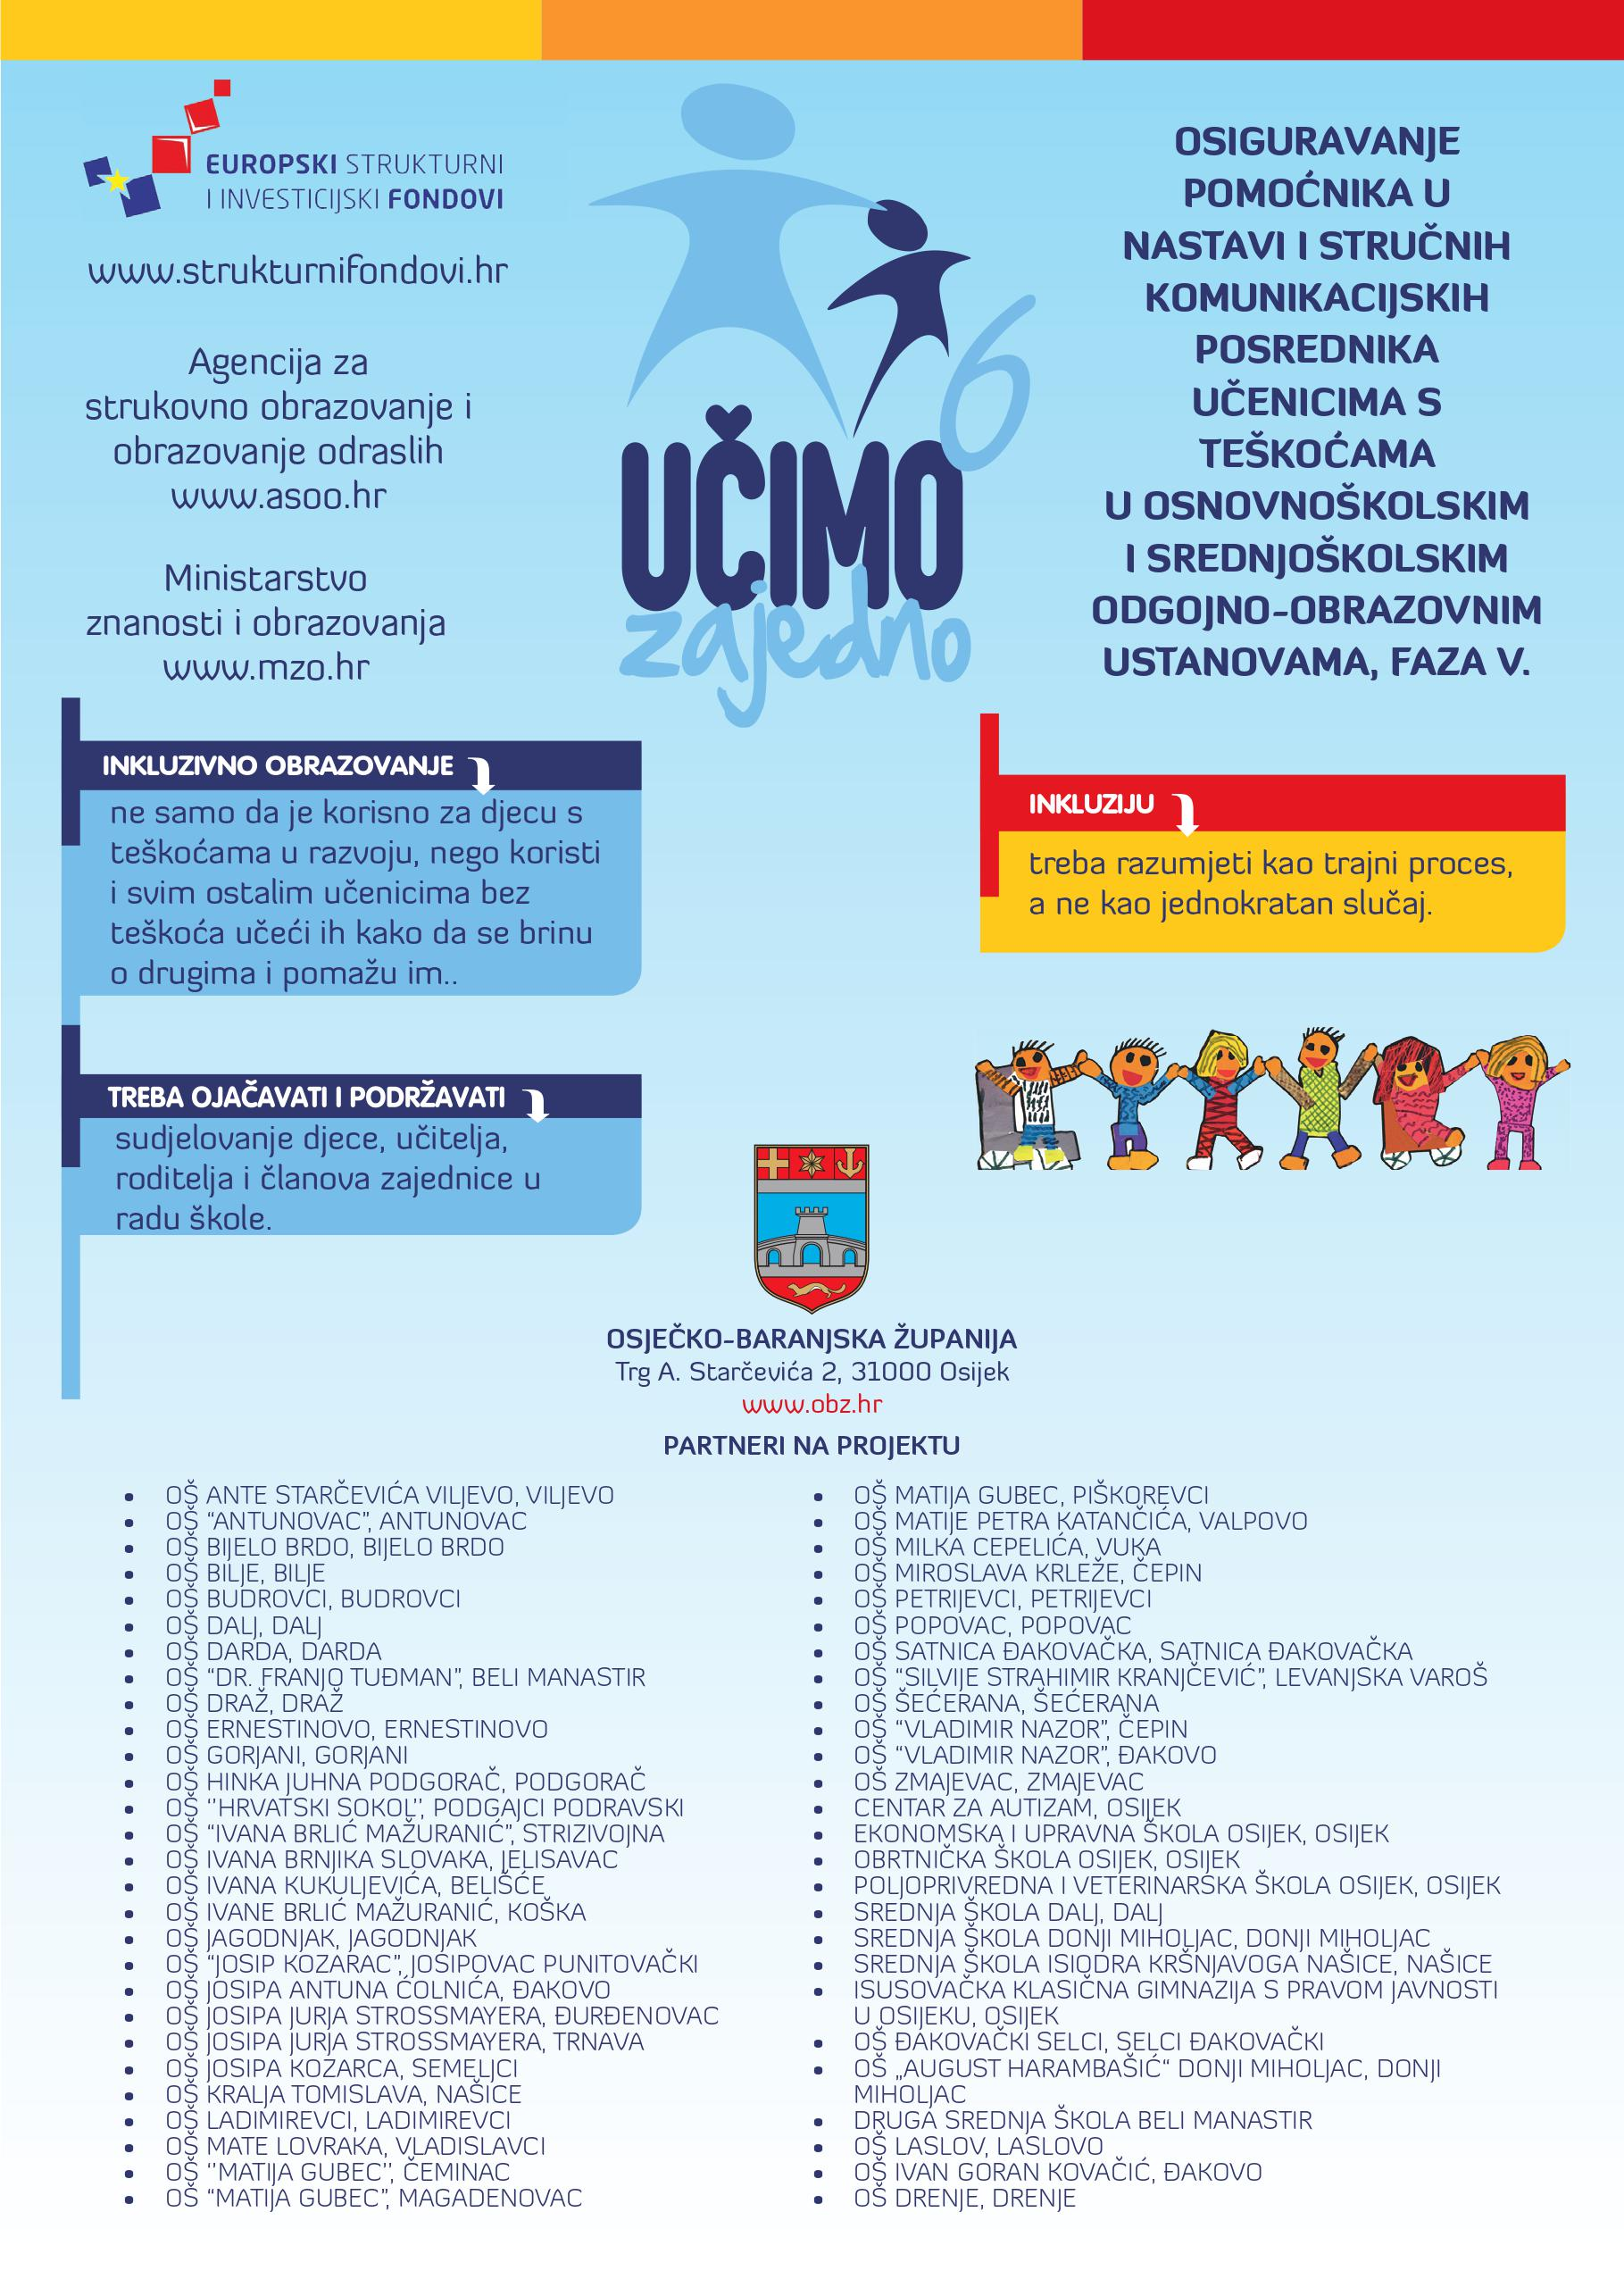 EUROPSKI STRUKTURNI
I INVESTICIJSKI FONDOVI
www.strukturnifondovi.hr
Agencija za
strukovno obrazovanje i
obrazovanje odraslih
www.asoo.hr
Ministarstvo
znanosti i obrazovanja
www.mzo.hr
6
UČIMO
zajedno
OSIGURAVANJE
POMOĆNIKA U
NASTAVI I STRUČNIH
KOMUNIKACIJSKIH
POSREDNIKA
UČENICIMA S
TEŠKOĆAMA
U OSNOVNOŠKOLSKIM
I SREDNJOŠKOLSKIM
ODGOJNO-OBRAZOVNIM
USTANOVAMA, FAZA V.
INKLUZIVNO OBRAZOVANJE
ne samo da je korisno za djecu s
teškoćama u razvoju, nego koristi
i svim ostalim učenicima bez
teškoća učeći ih kako da se brinu
o drugima i pomažu im..
INKLUZIJU
treba razumjeti kao trajni proces,
a ne kao jednokratan slučaj.
TREBA OJAČAVATI I PODRŽAVATI
sudjelovanje djece, učitelja,
roditelja i članova zajednice u
radu škole.
OSJEČKO-BARANJSKA ŽUPANIJA
Trg A. Starčevića 2, 31000 Osijek
www.obz.hr
PARTNERI NA PROJEKTU
• OŠ ANTE STARČEVIĆA VILJEVO, VILJEVO
• OŠ “ANTUNOVAC”, ANTUNOVAC
• OŠ BIJELO BRDO, BIJELO BRDO
• OŠ BILJE, BILJE
• OŠ BUDROVCI, BUDROVCI
• OŠ DALJ, DALJ
• OŠ DARDA, DARDA
• OŠ “DR. FRANJO TUĐMAN”, BELI MANASTIR
• OŠ DRAŽ, DRAŽ
• OŠ ERNESTINOVO, ERNESTINOVO
• OŠ GORJANI, GORJANI
• OŠ HINKA JUHNA PODGORAČ, PODGORAČ
• OŠ ''HRVATSKI SOKOL'', PODGAJCI PODRAVSKI
• OŠ “IVANA BRLIĆ MAŽURANIĆ”, STRIZIVOJNA
• OŠ IVANA BRNJIKA SLOVAKA, JELISAVAC
• OŠ IVANA KUKULJEVIĆA, BELIŠĆE
• OŠ IVANE BRLIĆ MAŽURANIĆ, KOŠKA
• OŠ JAGODNJAK, JAGODNJAK
• OŠ “JOSIP KOZARAC”, JOSIPOVAC PUNITOVAČKI
• OŠ JOSIPA ANTUNA ĆOLNIĆA, ĐAKOVO
• OŠ JOSIPA JURJA STROSSMAYERA, ĐURĐENOVAC
• OŠ JOSIPA JURJA STROSSMAYERA, TRNAVA
• OŠ JOSIPA KOZARCA, SEMELJCI
• OŠ KRALJA TOMISLAVA, NAŠICE
• OŠ LADIMIREVCI, LADIMIREVCI
• OŠ MATE LOVRAKA, VLADISLAVCI
• OŠ ''MATIJA GUBEC'', ČEMINAC
• OŠ “MATIJA GUBEC”, MAGADENOVAC
• OŠ MATIJA GUBEC, PIŠKOREVCI
• OŠ MATIJE PETRA KATANČIĆA, VALPOVO
• OŠ MILKA CEPELIĆA, VUKA
• OŠ MIROSLAVA KRLEŽE, ČEPIN
• OŠ PETRIJEVCI, PETRIJEVCI
• OŠ POPOVAC, POPOVAC
• OŠ SATNICA ĐAKOVAČKA, SATNICA ĐAKOVAČKA
• OŠ “SILVIJE STRAHIMIR KRANJČEVIĆ”, LEVANJSKA VAROŠ
• OŠ ŠEĆERANA, ŠEĆERANA
• OŠ “VLADIMIR NAZOR”, ČEPIN
• OŠ “VLADIMIR NAZOR”, ĐAKOVO
• OŠ ZMAJEVAC, ZMAJEVAC
• CENTAR ZA AUTIZAM, OSIJEK
• EKONOMSKA I UPRAVNA ŠKOLA OSIJEK, OSIJEK
• OBRTNIČKA ŠKOLA OSIJEK, OSIJEK
• POLJOPRIVREDNA I VETERINARSKA ŠKOLA OSIJEK, OSIJEK
• SREDNJA ŠKOLA DALJ, DALJ
• SREDNJA ŠKOLA DONJI MIHOLJAC, DONJI MIHOLJAC
• SREDNJA ŠKOLA ISIODRA KRŠNJAVOGA NAŠICE, NAŠICE
• ISUSOVAČKA KLASIČNA GIMNAZIJA S PRAVOM JAVNOSTI
U OSIJEKU, OSIJEK
• OŠ ĐAKOVAČKI SELCI, SELCI ĐAKOVAČKI
• OŠ „AUGUST HARAMBAŠIĆ“ DONJI MIHOLJAC, DONJI
MIHOLJAC
• DRUGA SREDNJA ŠKOLA BELI MANASTIR
• OŠ LASLOV, LASLOVO
• OŠ IVAN GORAN KOVAČIĆ, ĐAKOVO
• OŠ DRENJE, DRENJE